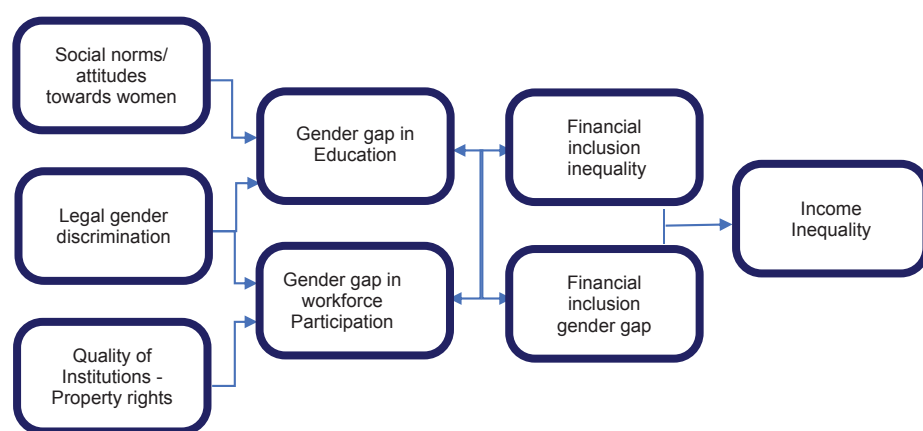 Social norms/
attitudes
towards women
Legal gender
discrimination
Quality of
Institutions -
Property rights
Gender gap in
Education
Gender gap in
workforce
Participation
Financial
inclusion
inequality
Financial
inclusion
gender gap
Income
Inequality